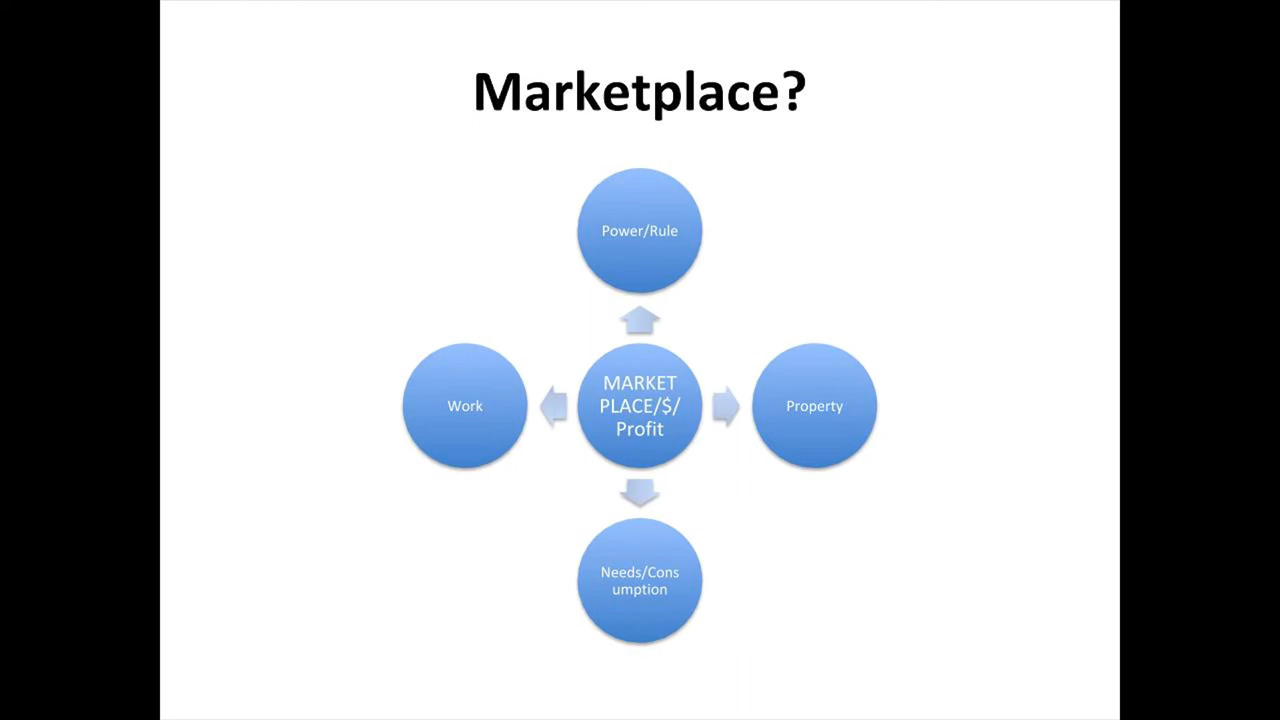 Marketplace?
Power/Rule
Work
MARKET
PLACE/$/
Profit
Property
Needs/Cons
umption